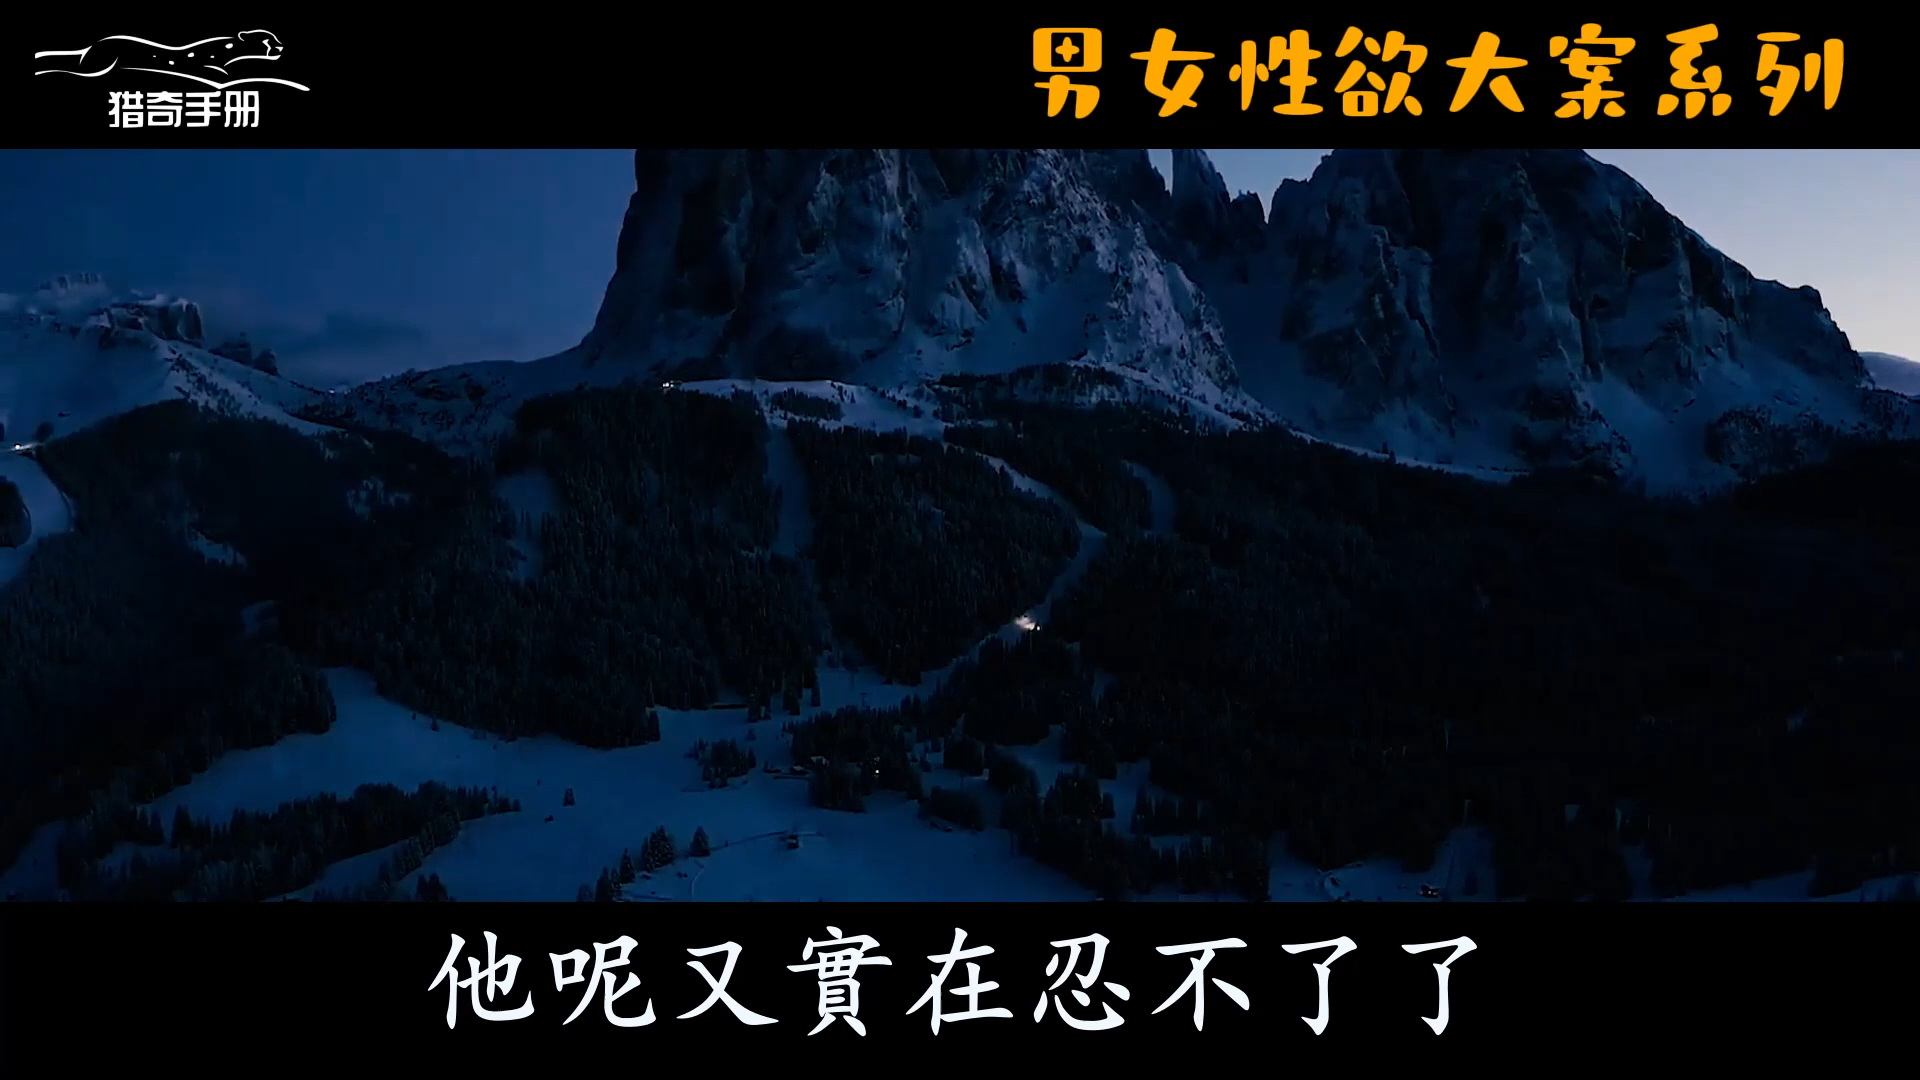 猎奇手册
男女性欲大案系列
他呢又實在忍不了了